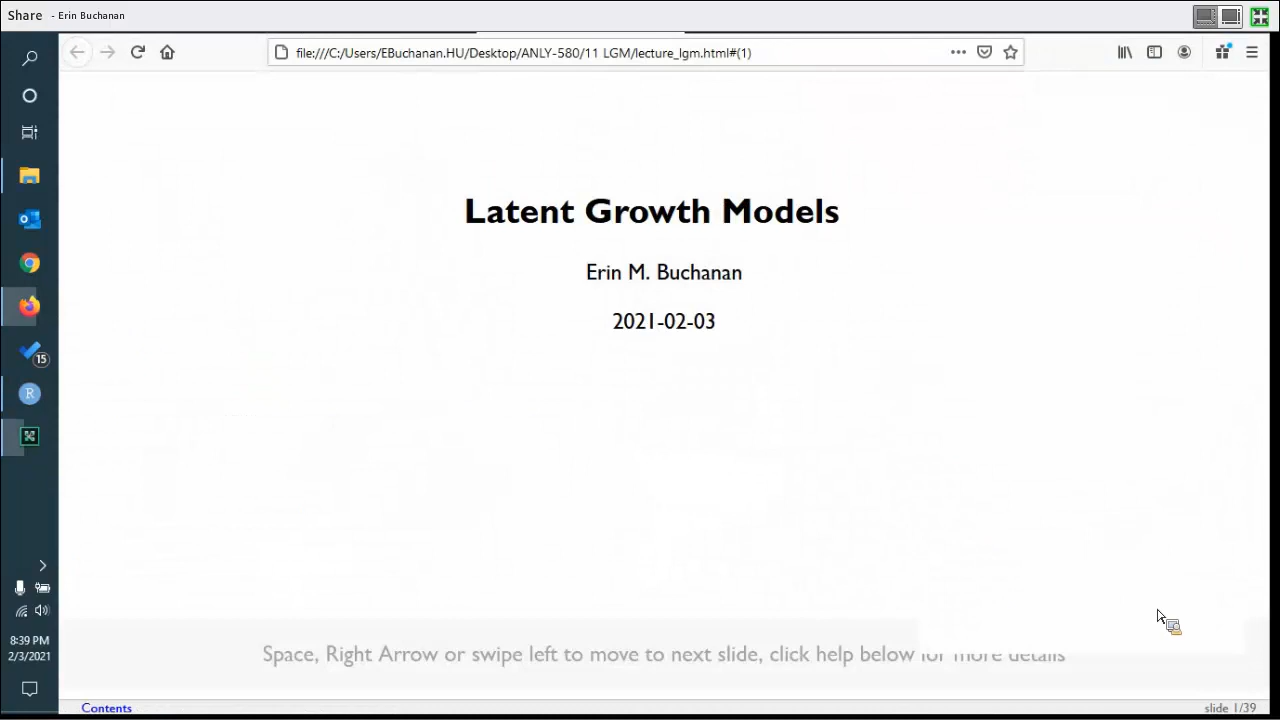 Share - Erin Buchanan
file:///C:/Users/EBuchanan.HU/Desktop/ANLY-580/11 LGM/lecture_lgm.html#(1)
Latent Growth Models
Erin M. Buchanan
2021-02-03
15
R
8:39 PM
2/3/2021
Space, Right Arrow or swipe left to move to next slide, click help below for more details
Contents
slide 1/39